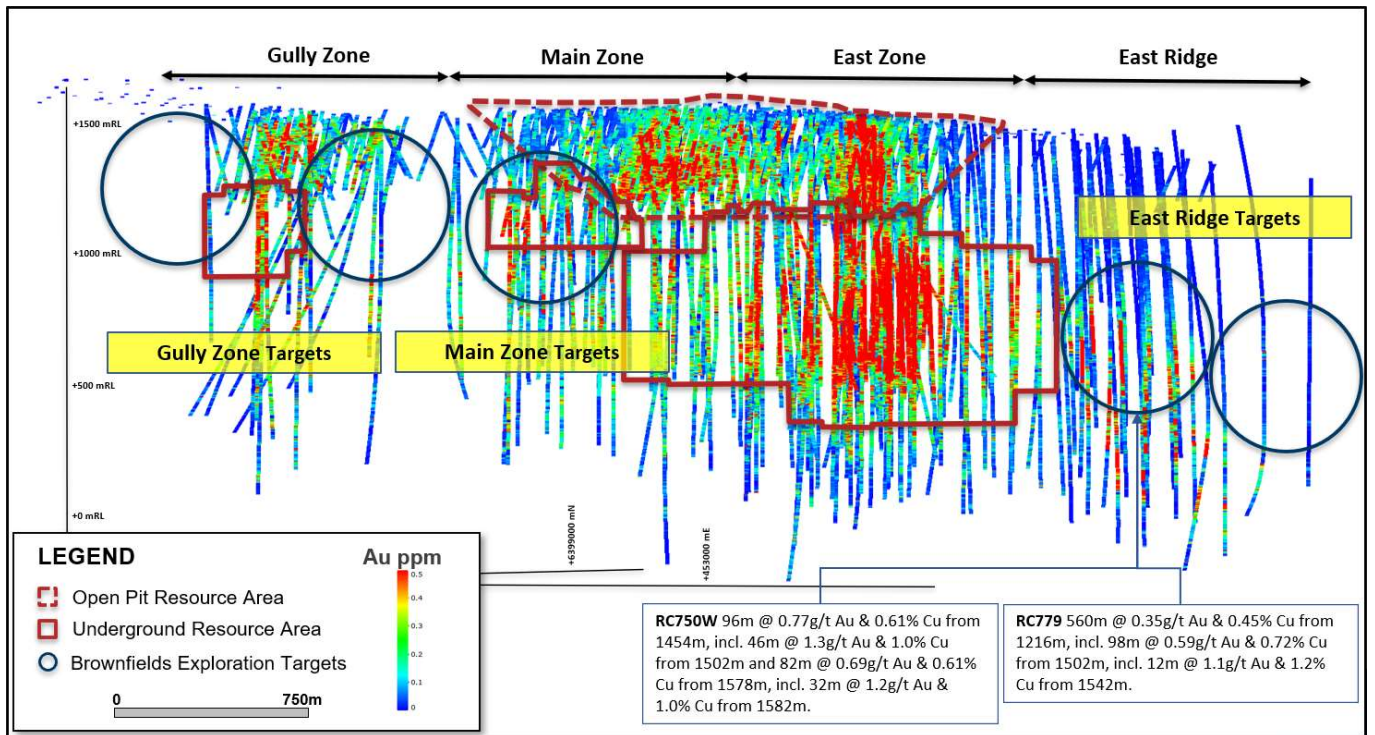 Gully Zone
Main Zone
East Zone
East Ridge
+1500 mRL
East Ridge Targets
+1000 mRL
Gully Zone Targets
Main Zone Targets
+500 mRL
+0 mRL
+6399000 mN
+453000 mE
LEGEND
Au ppm
0.5
0.4
0.2
0.1
0
Open Pit Resource Area
Underground Resource Area
Brownfields Exploration Targets
0
750m
RC750W 96m @ 0.77g/t Au & 0.61% Cu from
1454m, incl. 46m @ 1.3g/t Au & 1.0% Cu
from 1502m and 82m @ 0.69g/t Au & 0.61%
Cu from 1578m, incl. 32m @ 1.2g/t Au &
1.0% Cu from 1582m.
RC779 560m @ 0.35g/t Au & 0.45% Cu from
1216m, incl. 98m @ 0.59g/t Au & 0.72% Cu
from 1502m, incl. 12m @ 1.1g/t Au & 1.2%
Cu from 1542m.